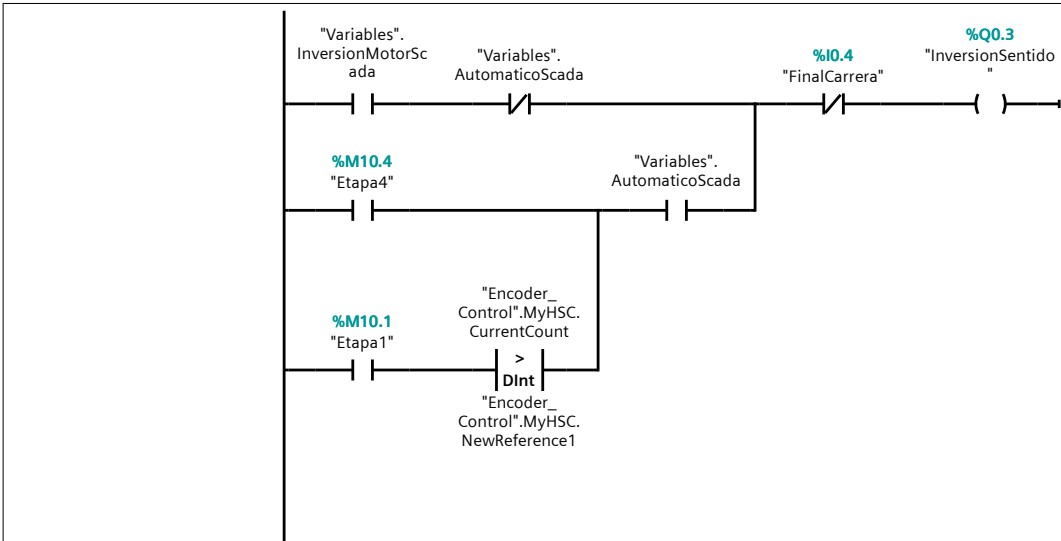 "Variables".
InversionMotorSc
ada
"Variables".
AutomaticoScada
%I0.4
"FinalCarrera"
%Q0.3
"InversionSentido
"
%M10.4
"Etapa4"
"Variables".
AutomaticoScada
%M10.1
"Etapa1"
"Encoder_
Control".MyHSC.
CurrentCount
>
DInt
"Encoder_
Control".MyHSC.
NewReference1